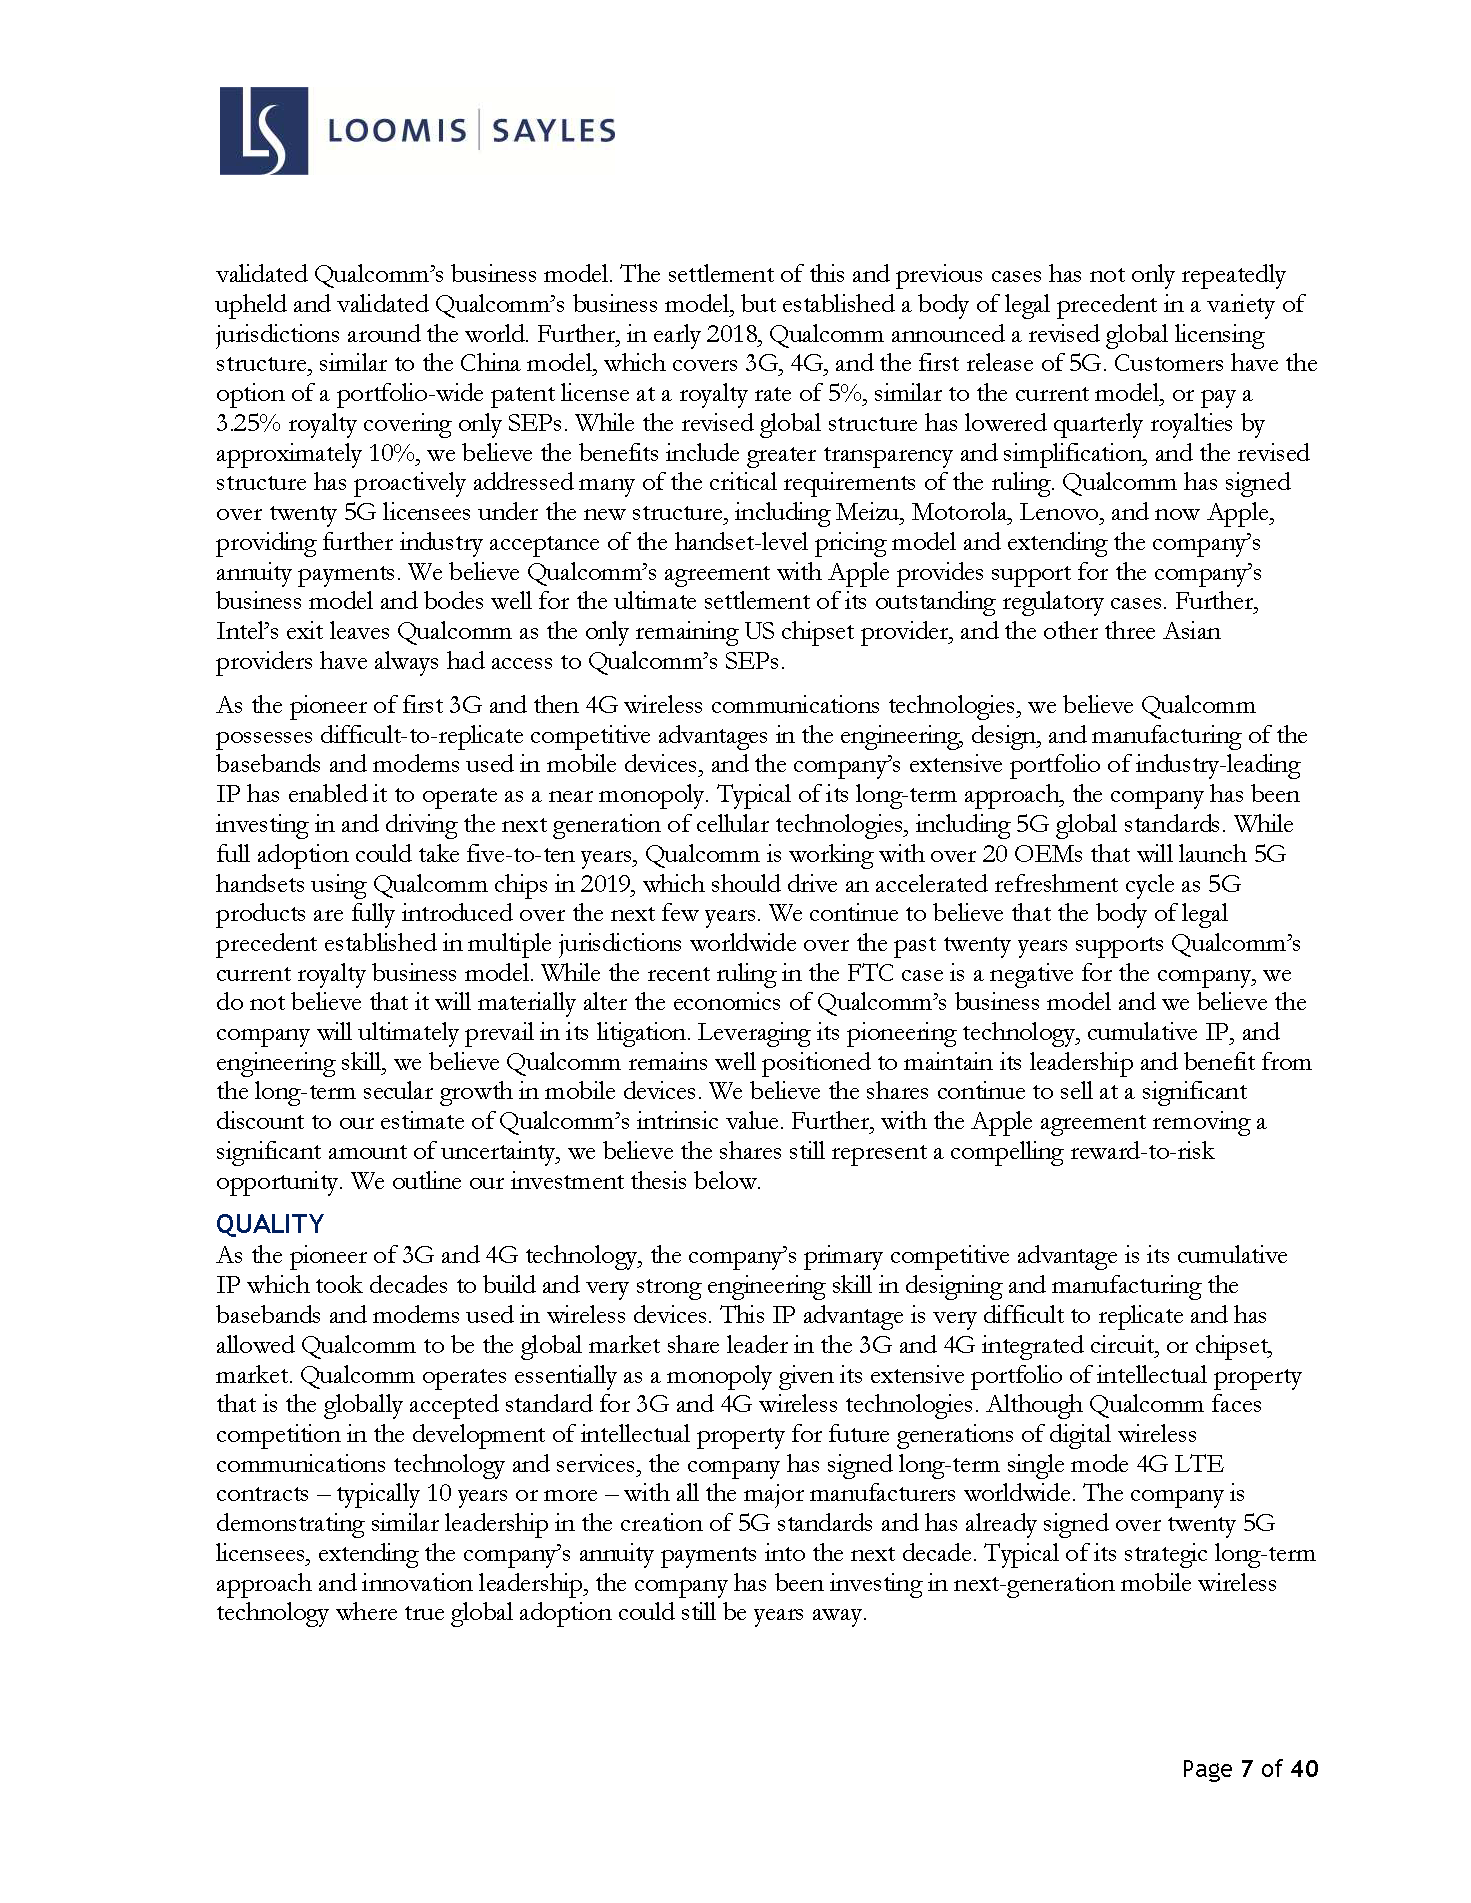 LS LOOMIS | SAYLES
validated Qualcomm’s business model. The settlement of this and previous cases has not only repeatedly
upheld and validated Qualcomm’s business model, but established a body of legal precedent in a variety of
jurisdictions around the world. Further, in early 2018, Qualcomm announced a revised global licensing
structure, similar to the China model, which covers 3G, 4G, and the first release of 5G. Customers have the
option of a portfolio-wide patent license at a royalty rate of 5%, similar to the current model, or pay a
3.25% royalty covering only SEPs. While the revised global structure has lowered quarterly royalties by
approximately 10%, we believe the benefits include greater transparency and simplification, and the revised
structure has proactively addressed many of the critical requirements of the ruling. Qualcomm has signed
over twenty 5G licensees under the new structure, including Meizu, Motorola, Lenovo, and now Apple,
providing further industry acceptance of the handset-level pricing model and extending the company’s
annuity payments. We believe Qualcomm’s agreement with Apple provides support for the company’s
business model and bodes well for the ultimate settlement of its outstanding regulatory cases. Further,
Intel’s exit leaves Qualcomm as the only remaining US chipset provider, and the other three Asian
providers have always had access to Qualcomm’s SEPs.
As the pioneer of first 3G and then 4G wireless communications technologies, we believe Qualcomm
possesses difficult-to-replicate competitive advantages in the engineering, design, and manufacturing of the
basebands and modems used in mobile devices, and the company’s extensive portfolio of industry-leading
IP has enabled it to operate as a near monopoly. Typical of its long-term approach, the company has been
investing in and driving the next generation of cellular technologies, including 5G global standards. While
full adoption could take five-to-ten years, Qualcomm is working with over 20 OEMs that will launch 5G
handsets using Qualcomm chips in 2019, which should drive an accelerated refreshment cycle as 5G
products are fully introduced over the next few years. We continue to believe that the body of legal
precedent established in multiple jurisdictions worldwide over the past twenty years supports Qualcomm’s
current royalty business model. While the recent ruling in the FTC case is a negative for the company, we
do not believe that it will materially alter the economics of Qualcomm’s business model and we believe the
company will ultimately prevail in its litigation. Leveraging its pioneering technology, cumulative IP, and
engineering skill, we believe Qualcomm remains well positioned to maintain its leadership and benefit from
the long-term secular growth in mobile devices. We believe the shares continue to sell at a significant
discount to our estimate of Qualcomm’s intrinsic value. Further, with the Apple agreement removing a
significant amount of uncertainty, we believe the shares still represent a compelling reward-to-risk
opportunity. We outline our investment thesis below.
QUALITY
As the pioneer of 3G and 4G technology, the company’s primary competitive advantage is its cumulative
IP which took decades to build and very strong engineering skill in designing and manufacturing the
basebands and modems used in wireless devices. This IP advantage is very difficult to replicate and has
allowed Qualcomm to be the global market share leader in the 3G and 4G integrated circuit, or chipset,
market. Qualcomm operates essentially as a monopoly given its extensive portfolio of intellectual property
that is the globally accepted standard for 3G and 4G wireless technologies. Although Qualcomm faces
competition in the development of intellectual property for future generations of digital wireless
communications technology and services, the company has signed long-term single mode 4G LTE
contracts – typically 10 years or more – with all the major manufacturers worldwide. The company is
demonstrating similar leadership in the creation of 5G standards and has already signed over twenty 5G
licensees, extending the company’s annuity payments into the next decade. Typical of its strategic long-term
approach and innovation leadership, the company has been investing in next-generation mobile wireless
technology where true global adoption could still be years away.
Page 7 of 40